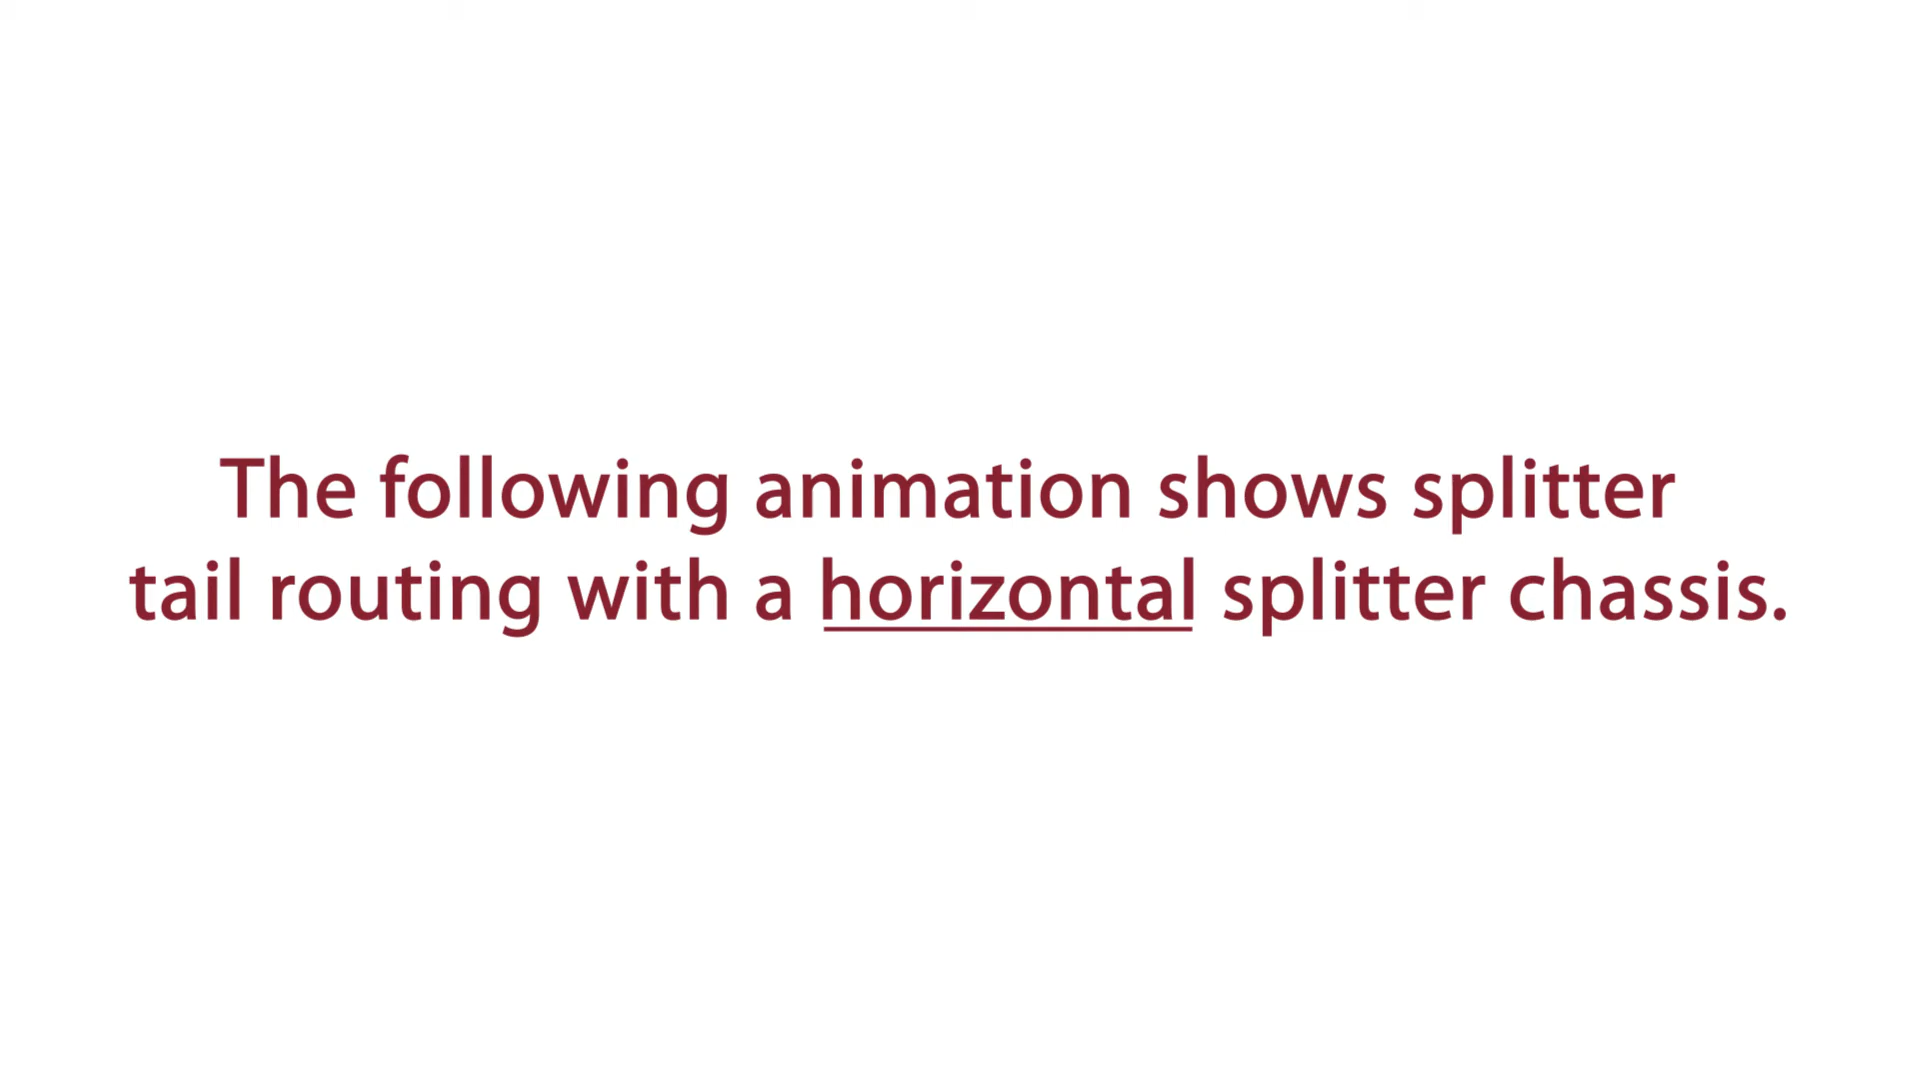 The following animation shows splitter
tail routing with a horizontal splitter chassis.